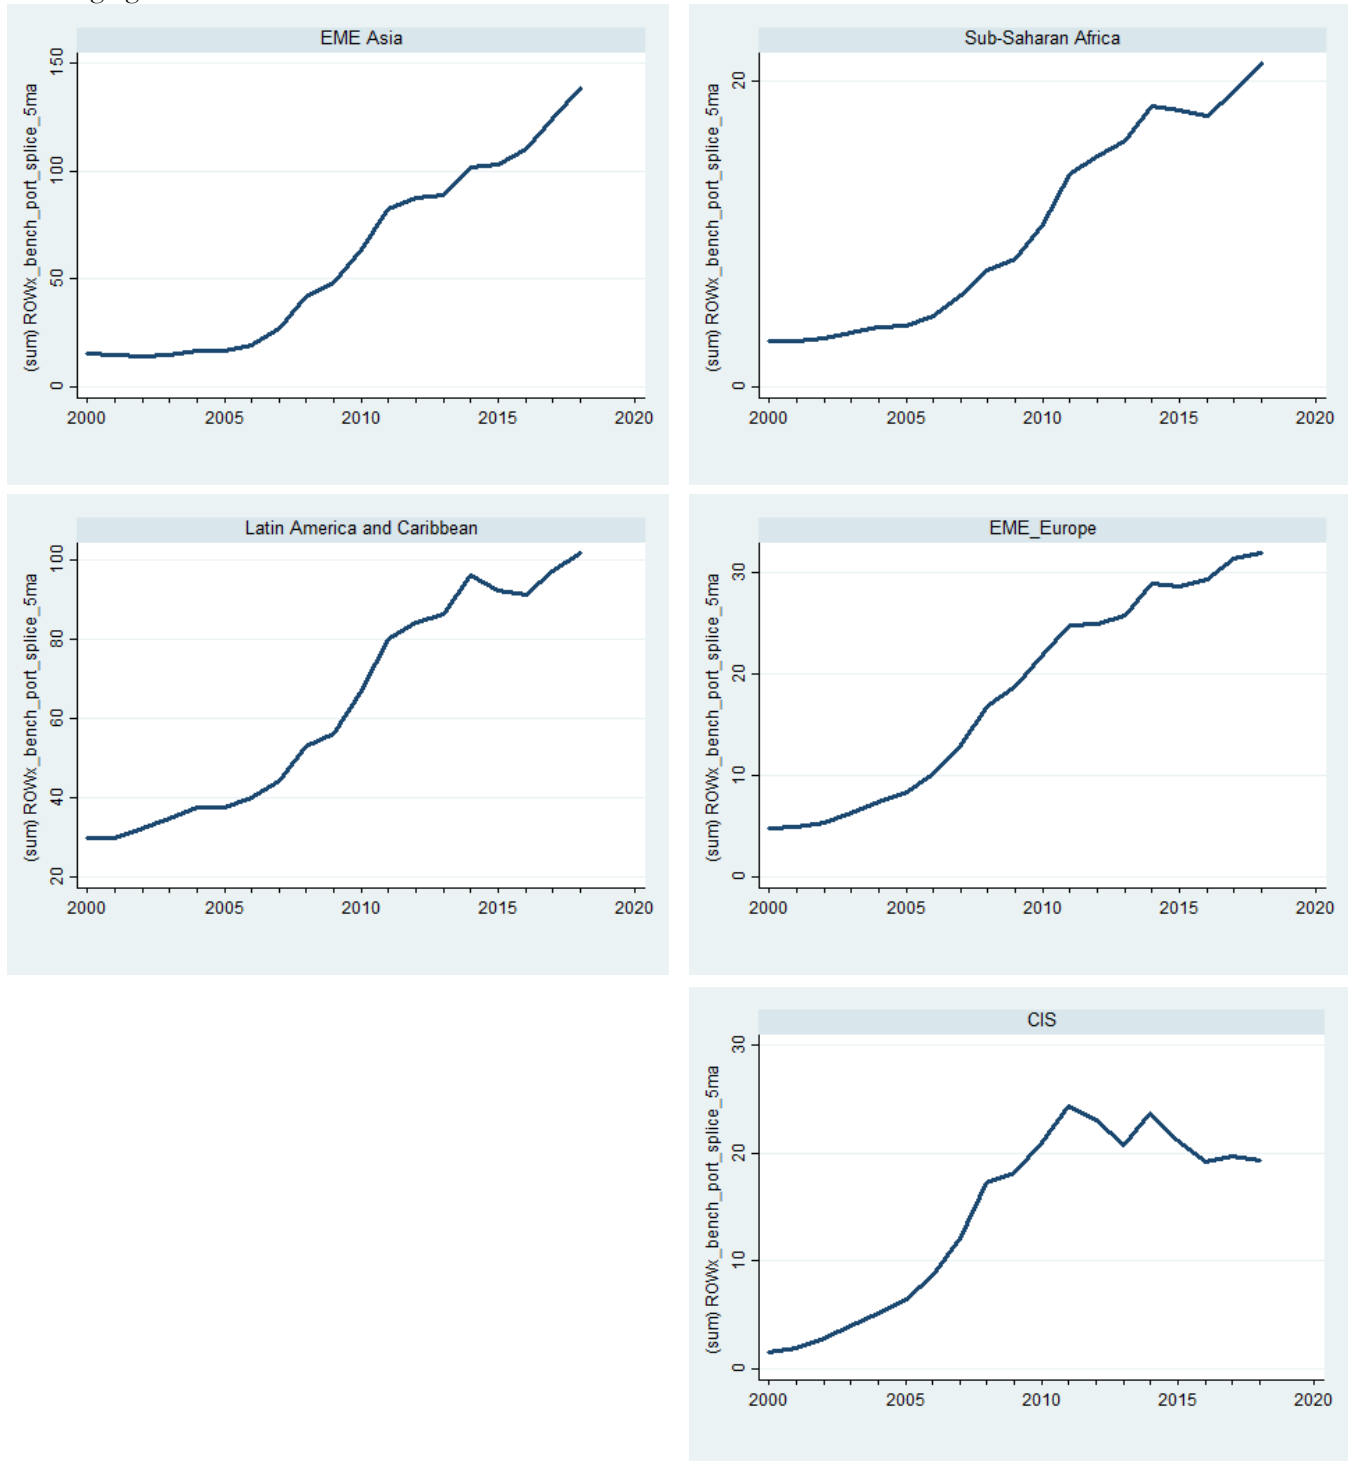 EME Asia
(sum) ROWx_bench_port_splice_5ma
150
100
50
0
2000 2005 2010 2015 2020
Sub-Saharan Africa
(sum) ROWx_bench_port_splice_5ma
20
0
2000 2005 2010 2015 2020
Latin America and Caribbean
(sum) ROWx_bench_port_splice_5ma
100
80
60
40
20
2000 2005 2010 2015 2020
EME_Europe
(sum) ROWx_bench_port_splice_5ma
30
20
10
0
2000 2005 2010 2015 2020
CIS
(sum) ROWx_bench_port_splice_5ma
30
20
10
0
2000 2005 2010 2015 2020